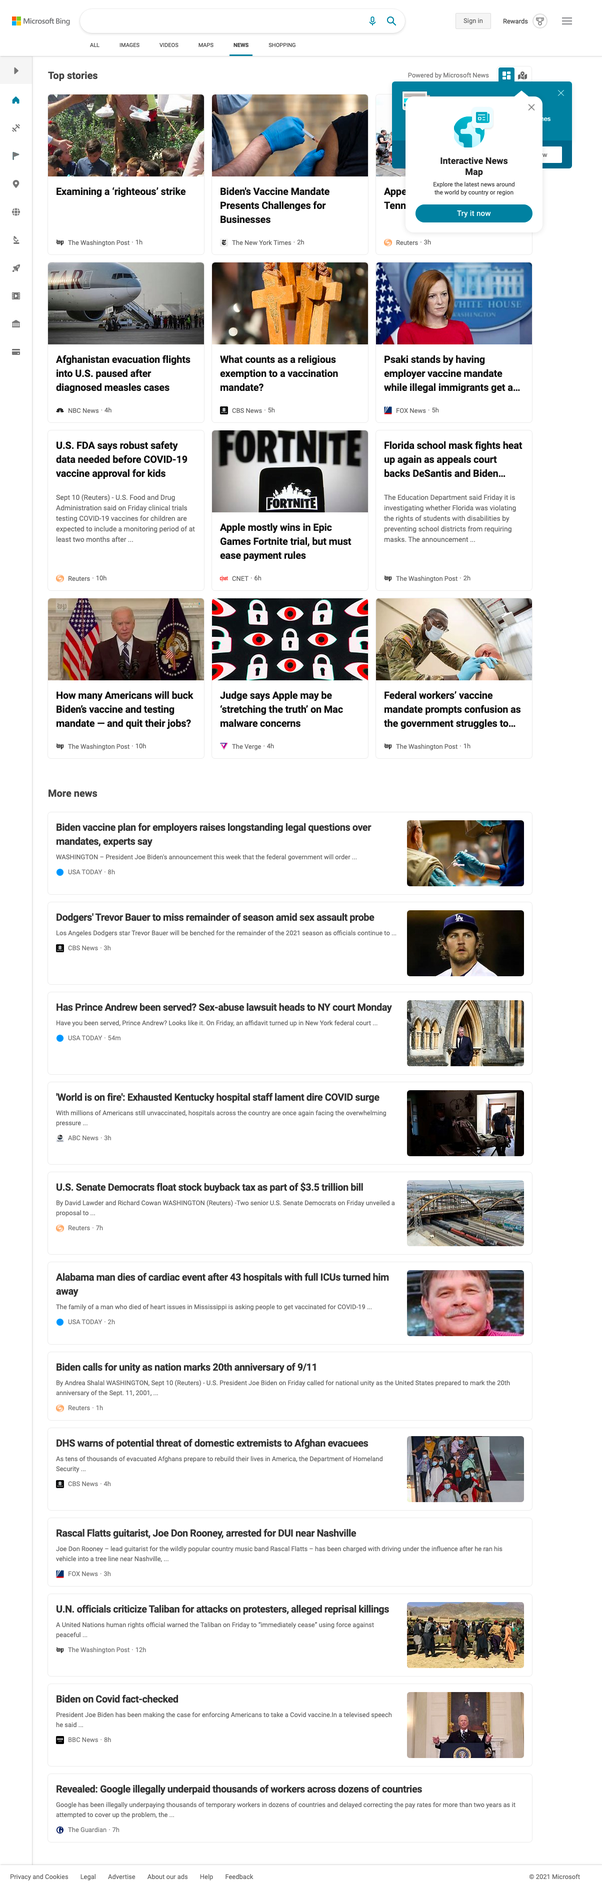 Microsoft Bing
Sign in
Rewards
ALL
IMAGES
VIDEOS
MAPS
NEWS
SHOPPING
Top stories
Powered by Microsoft News
Interactive News
Map
Explore the latest news around
the world by country or region
Try it now
Examining a ‘righteous’ strike
The Washington Post · 1h
Biden's Vaccine Mandate
Presents Challenges for
Businesses
The New York Times · 2h
Appe
Tenn
Reuters · 3h
Afghanistan evacuation flights
into U.S. paused after
diagnosed measles cases
NBC News · 4h
What counts as a religious
exemption to a vaccination
mandate?
CBS News · 5h
WHITE HOUSE
WASHINGTON
Psaki stands by having
employer vaccine mandate
while illegal immigrants get a...
FOX News · 5h
U.S. FDA says robust safety
data needed before COVID-19
vaccine approval for kids
Sept 10 (Reuters) - U.S. Food and Drug
Administration said on Friday clinical trials
testing COVID-19 vaccines for children are
expected to include a monitoring period of at
least two months after ...
Reuters · 10h
FORTNITE
FORTNITE
Apple mostly wins in Epic
Games Fortnite trial, but must
ease payment rules
CNET · 6h
Florida school mask fights heat
up again as appeals court
backs DeSantis and Biden...
The Education Department said Friday it is
investigating whether Florida was violating
the rights of students with disabilities by
preventing school districts from requiring
masks. The announcement ...
The Washington Post · 2h
How many Americans will buck
Biden’s vaccine and testing
mandate — and quit their jobs?
The Washington Post · 10h
Judge says Apple may be
‘stretching the truth’ on Mac
malware concerns
The Verge · 4h
Federal workers’ vaccine
mandate prompts confusion as
the government struggles to...
The Washington Post · 1h
More news
Biden vaccine plan for employers raises longstanding legal questions over
mandates, experts say
WASHINGTON – President Joe Biden's announcement this week that the federal government will order ...
USA TODAY · 8h
Dodgers' Trevor Bauer to miss remainder of season amid sex assault probe
Los Angeles Dodgers star Trevor Bauer will be benched for the remainder of the 2021 season as officials continue to ...
CBS News · 3h
Has Prince Andrew been served? Sex-abuse lawsuit heads to NY court Monday
Have you been served, Prince Andrew? Looks like it. On Friday, an affidavit turned up in New York federal court ...
USA TODAY · 54m
'World is on fire': Exhausted Kentucky hospital staff lament dire COVID surge
With millions of Americans still unvaccinated, hospitals across the country are once again facing the overwhelming
pressure ...
ABC News · 3h
U.S. Senate Democrats float stock buyback tax as part of $3.5 trillion bill
By David Lawder and Richard Cowan WASHINGTON (Reuters) -Two senior U.S. Senate Democrats on Friday unveiled a
proposal to ...
Reuters · 7h
Alabama man dies of cardiac event after 43 hospitals with full ICUs turned him
away
The family of a man who died of heart issues in Mississippi is asking people to get vaccinated for COVID-19 ...
USA TODAY · 2h
Biden calls for unity as nation marks 20th anniversary of 9/11
By Andrea Shalal WASHINGTON, Sept 10 (Reuters) - U.S. President Joe Biden on Friday called for national unity as the United States prepared to mark the 20th
anniversary of the Sept. 11, 2001, ...
Reuters · 1h
DHS warns of potential threat of domestic extremists to Afghan evacuees
As tens of thousands of evacuated Afghans prepare to rebuild their lives in America, the Department of Homeland
Security ...
CBS News · 4h
Rascal Flatts guitarist, Joe Don Rooney, arrested for DUI near Nashville
Joe Don Rooney – lead guitarist for the wildly popular country music band Rascal Flatts – has been charged with driving under the influence after he ran his
vehicle into a tree line near Nashville, ...
FOX News · 3h
U.N. officials criticize Taliban for attacks on protesters, alleged reprisal killings
A United Nations human rights official warned the Taliban on Friday to “immediately cease” using force against
peaceful ...
The Washington Post · 12h
Biden on Covid fact-checked
President Joe Biden has been making the case for enforcing Americans to take a Covid vaccine.In a televised speech
he said ...
BBC News · 8h
Revealed: Google illegally underpaid thousands of workers across dozens of countries
Google has been illegally underpaying thousands of temporary workers in dozens of countries and delayed correcting the pay rates for more than two years as it
attempted to cover up the problem, the ...
The Guardian · 7h
Privacy and Cookies
Legal
Advertise
About our ads
Help
Feedback
© 2021 Microsoft